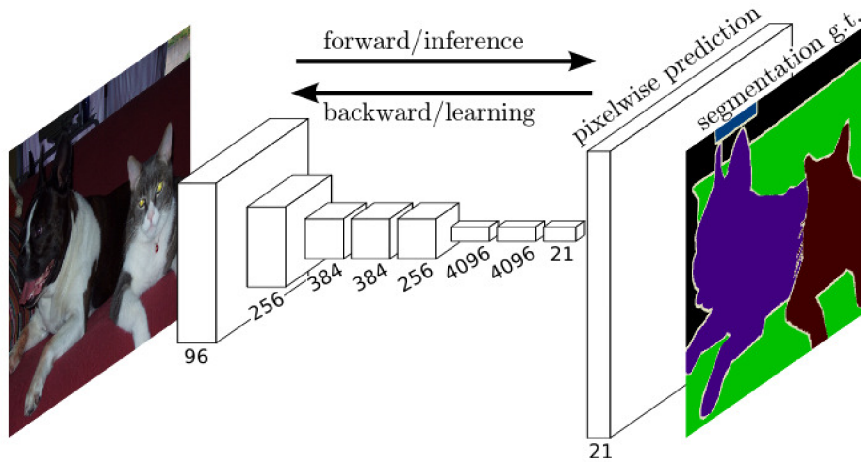 forward/inference
backward/learning
pixelwise prediction
segmentation g.t.
96
256
384
384
256
4096
4096
21
21